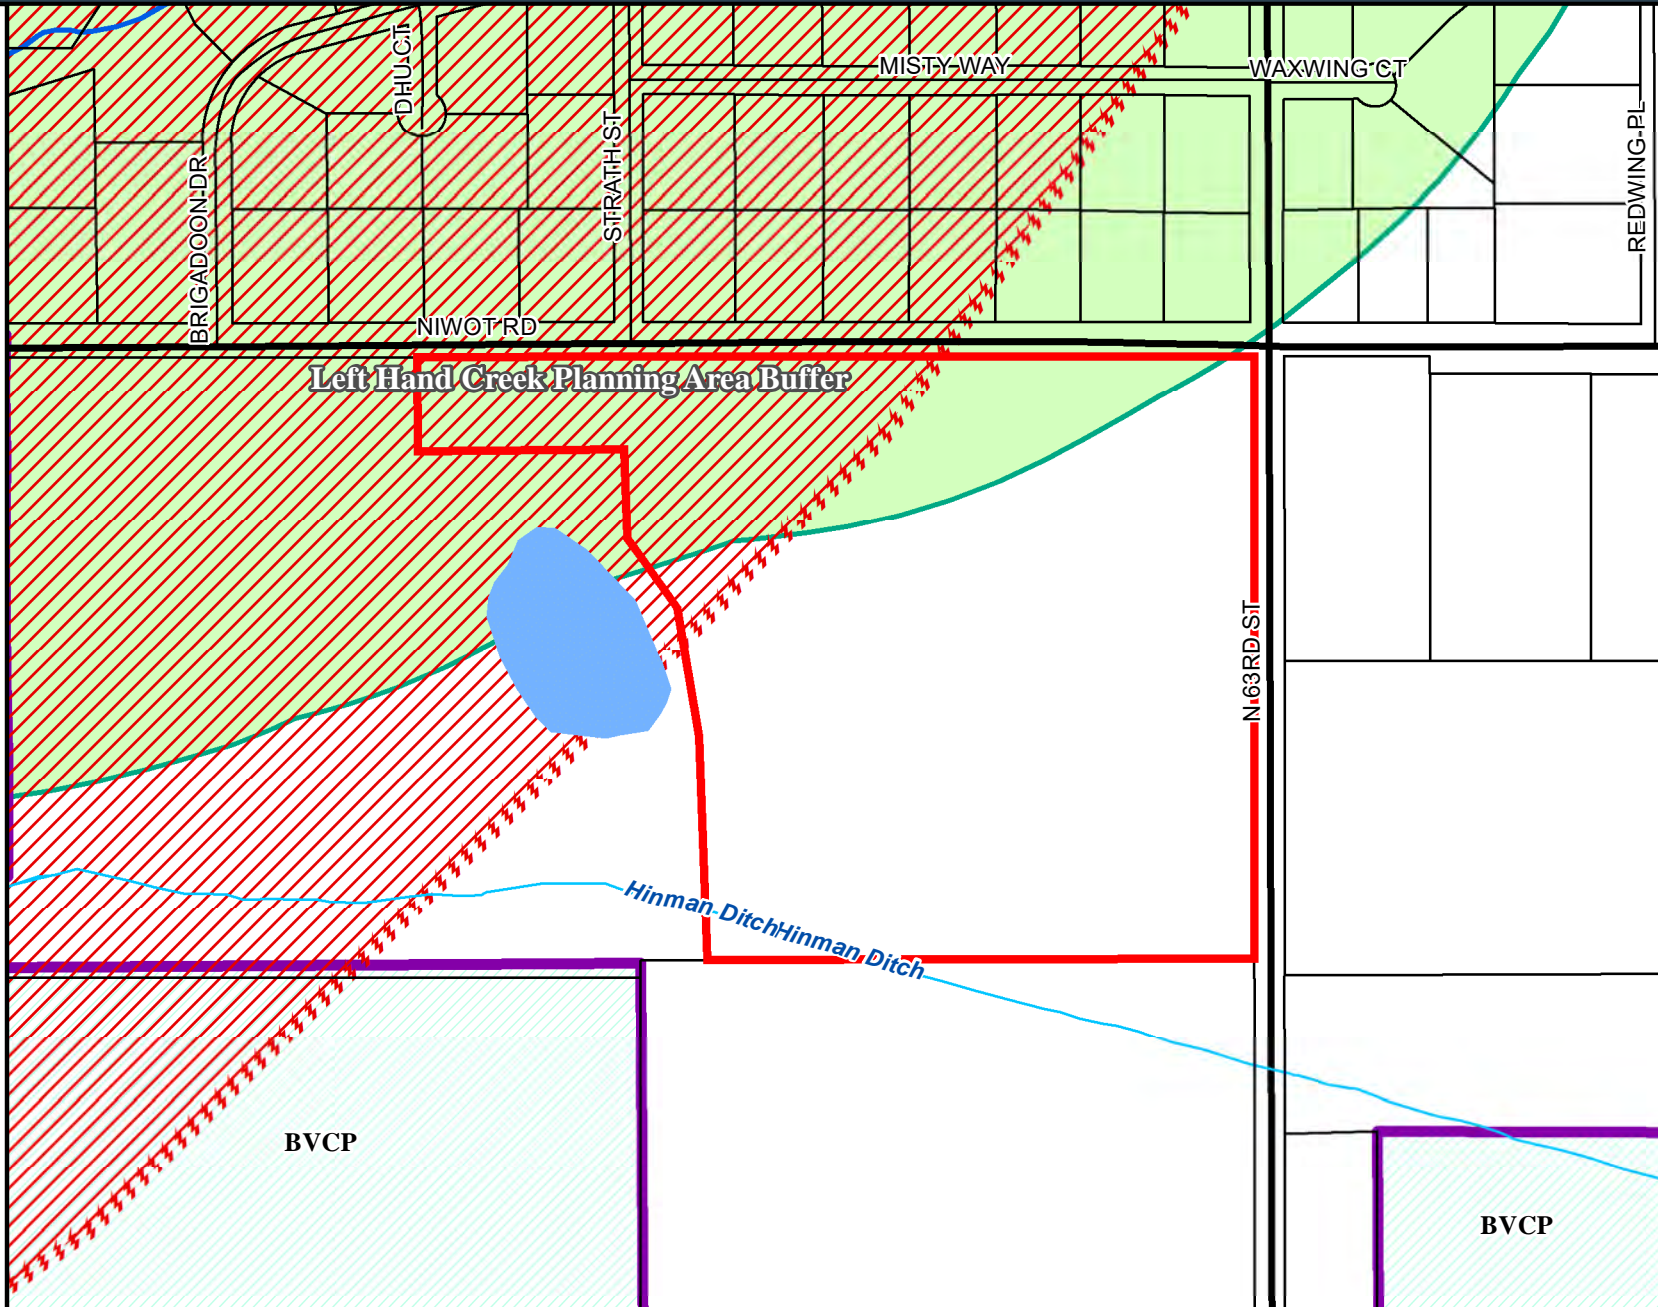 DHU CT
MISTY WAY
WAXWING CT
BRIGADOON DR
STRATH ST
REDWING PL
NIWOT RD
Left Hand Creek Planning Area Buffer
N 63RD ST
Hinman Ditch
Hinman Ditch
BVCP
BVCP